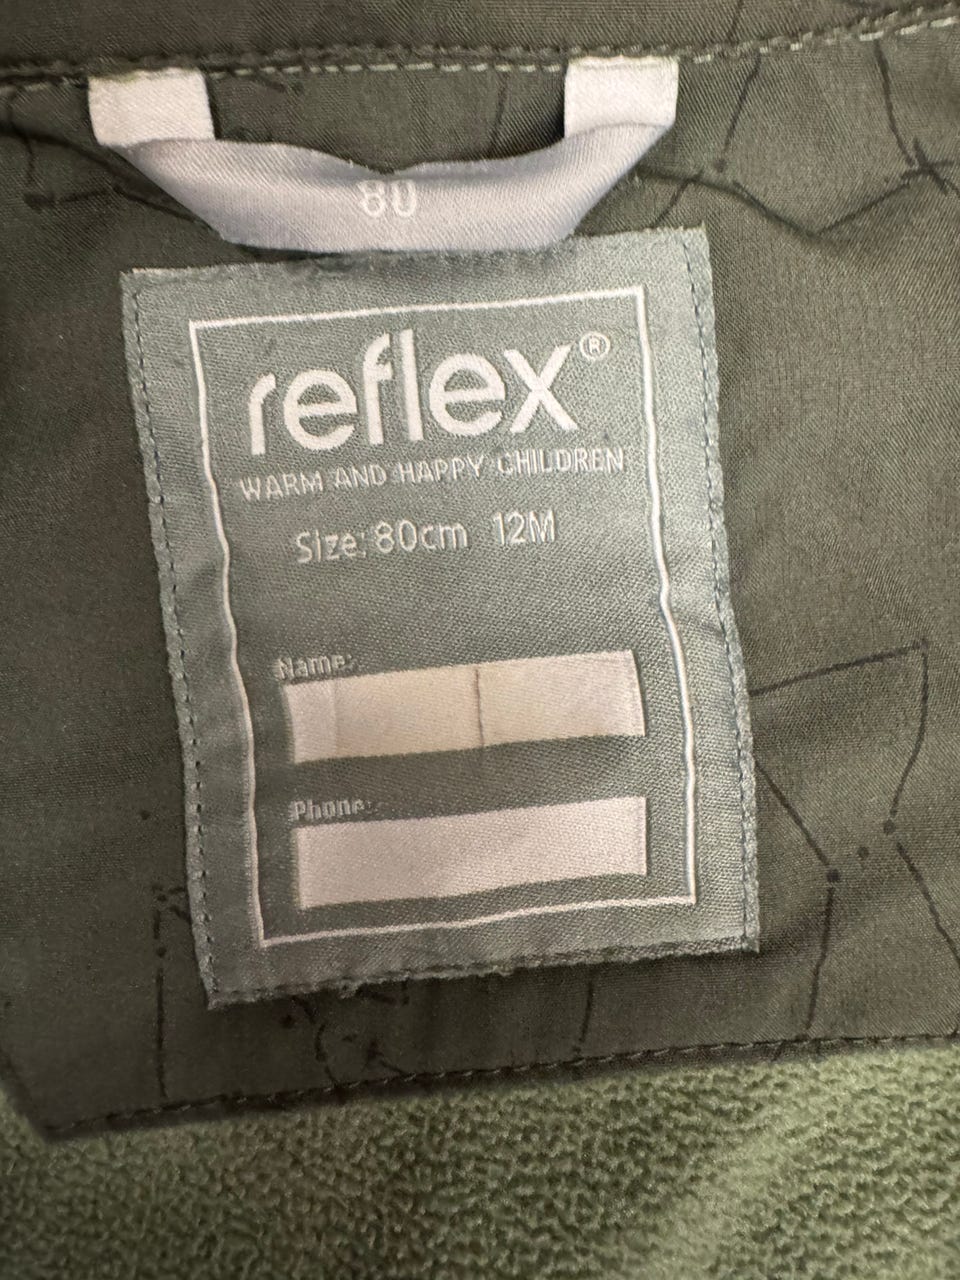 80
reflex®
WARM AND HAPPY CHILDREN
Size: 80cm 12M
Name:
Phone: